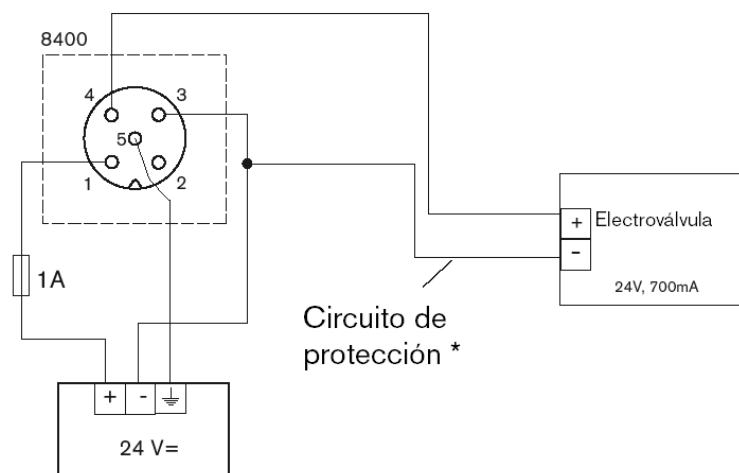 8400
4
3
5
1
2
1A
+
Electroválvula
-
24V, 700mA
Circuito de
protección *
+ -
24 V=